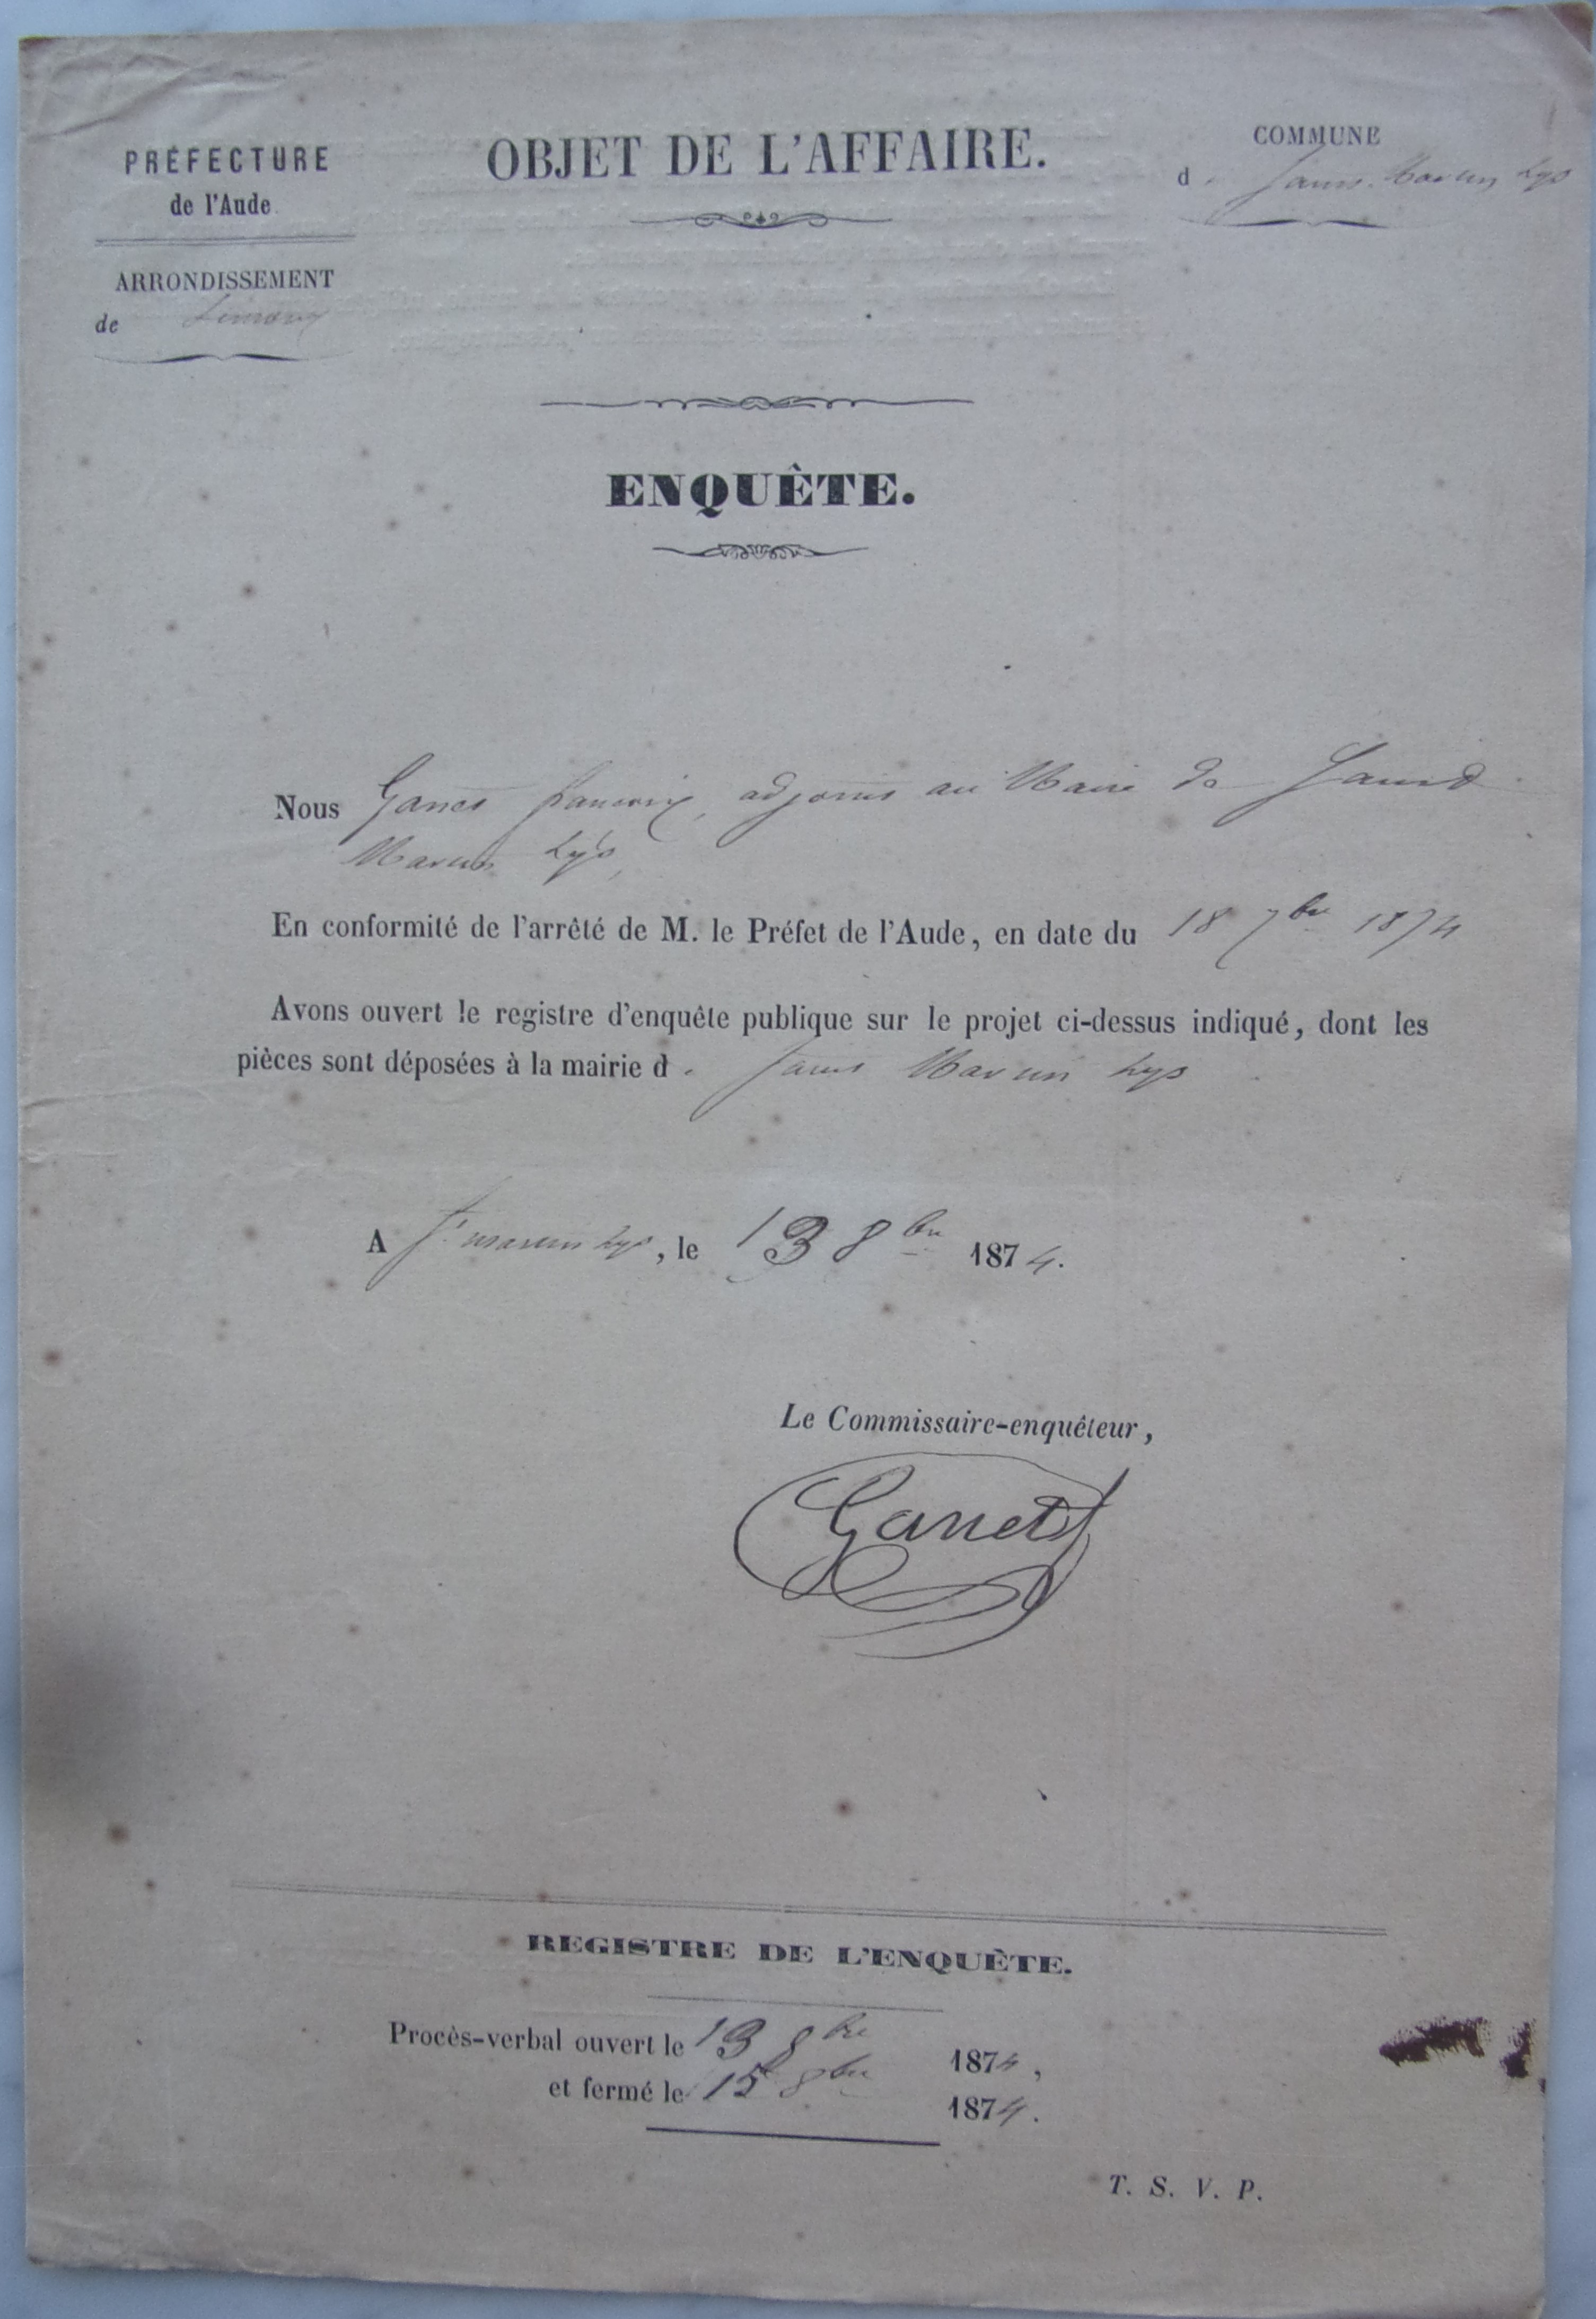 PRÉFECTURE
de l'Aude
ARRONDISSEMENT
de Limoux
OBJET DE L'AFFAIRE.
COMMUNE
de Saint Martin Lys
ENQUÊTE.
Nous Ganet françois, adjoint au Maire de Saint
Martin Lys,
En conformité de l'arrêté de M. le Préfet de l'Aude, en date du 18 7bre 1874
Avons ouvert le registre d'enquête publique sur le projet ci-dessus indiqué, dont les
pièces sont déposées à la mairie de Saint Martin Lys
A St martin Lys, le 13 8bre 1874.
Le Commissaire-enquêteur,
Ganet
REGISTRE DE L'ENQUÊTE.
Procès-verbal ouvert le 13 8bre 1874,
et fermé le 15 8bre 1874.
T. S. V. P.